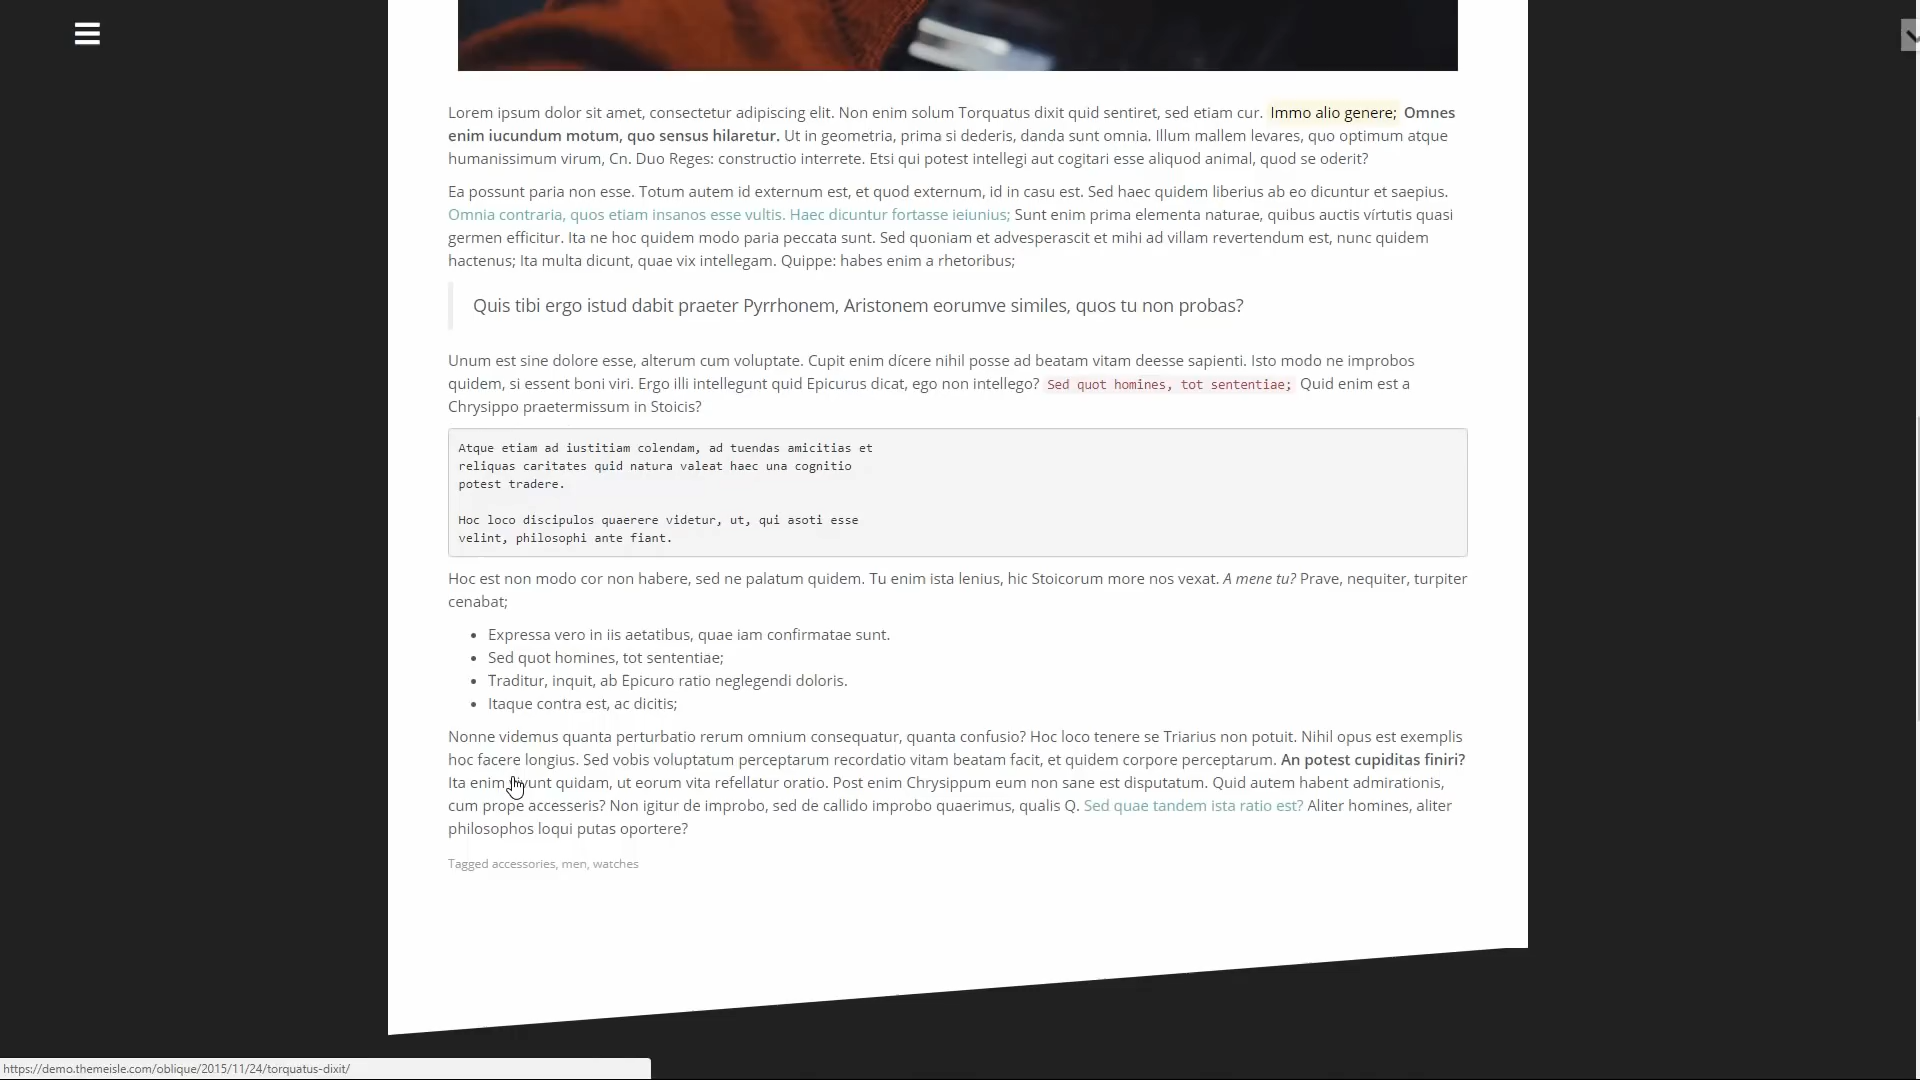 Lorem ipsum dolor sit amet, consectetur adipiscing elit. Non enim solum Torquatus dixit quid sentiret, sed etiam cur. Immo alio genere; Omnes
enim iucundum motum, quo sensus hilaretur. Ut in geometria, prima si dederis, danda sunt omnia. Illum mallem levares, quo optimum atque
humanissimum virum, Cn. Duo Reges: constructio interrete. Etsi qui potest intellegi aut cogitari esse aliquod animal, quod se oderit?
Ea possunt paria non esse. Totum autem id externum est, et quod externum, id in casu est. Sed haec quidem liberius ab eo dicuntur et saepius.
Omnia contraria, quos etiam insanos esse vultis. Haec dicuntur fortasse ieiunius; Sunt enim prima elementa naturae, quibus auctis vírtutis quasi
germen efficitur. Ita ne hoc quidem modo paria peccata sunt. Sed quoniam et advesperascit et mihi ad villam revertendum est, nunc quidem
hactenus; Ita multa dicunt, quae vix intellegam. Quippe: habes enim a rhetoribus;
Quis tibi ergo istud dabit praeter Pyrrhonem, Aristonem eorumve similes, quos tu non probas?
Unum est sine dolore esse, alterum cum voluptate. Cupit enim dícere nihil posse ad beatam vitam deesse sapienti. Isto modo ne improbos
quidem, si essent boni viri. Ergo illi intellegunt quid Epicurus dicat, ego non intellego? Sed quot homines, tot sententiae; Quid enim est a
Chrysippo praetermissum in Stoicis?
Atque etiam ad iustitiam colendam, ad tuendas amicitias et
reliquas caritates quid natura valeat haec una cognitio
potest tradere.
Hoc loco discipulos quaerere videtur, ut, qui asoti esse
velint, philosophi ante fiant.
Hoc est non modo cor non habere, sed ne palatum quidem. Tu enim ista lenius, hic Stoicorum more nos vexat. A mene tu? Prave, nequiter, turpiter
cenabat;
• Expressa vero in iis aetatibus, quae iam confirmatae sunt.
• Sed quot homines, tot sententiae;
• Traditur, inquit, ab Epicuro ratio neglegendi doloris.
• Itaque contra est, ac dicitis;
Nonne videmus quanta perturbatio rerum omnium consequatur, quanta confusio? Hoc loco tenere se Triarius non potuit. Nihil opus est exemplis
hoc facere longius. Sed vobis voluptatum perceptarum recordatio vitam beatam facit, et quidem corpore perceptarum. An potest cupiditas finiri?
Ita enim vivunt quidam, ut eorum vita refellatur oratio. Post enim Chrysippum eum non sane est disputatum. Quid autem habent admirationis,
cum prope accesseris? Non igitur de improbo, sed de callido improbo quaerimus, qualis Q. Sed quae tandem ista ratio est? Aliter homines, aliter
philosophos loqui putas oportere?
Tagged accessories, men, watches
https://demo.themeisle.com/oblique/2015/11/24/torquatus-dixit/